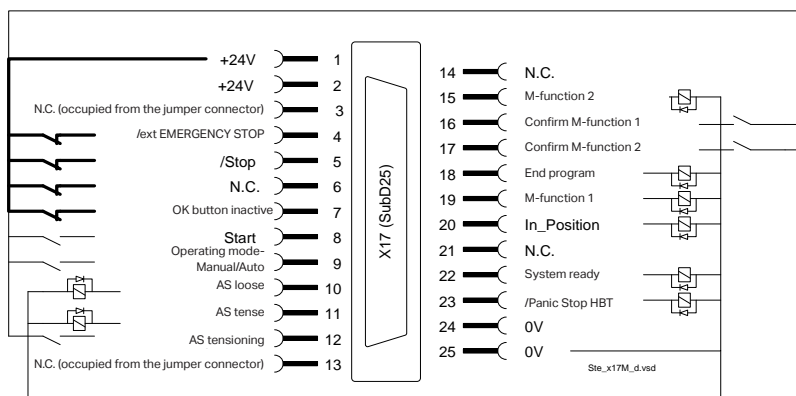 +24V 1
+24V 2
N.C. (occupied from the jumper connector) 3
/ext EMERGENCY STOP 4
/Stop 5
N.C. 6
OK button inactive 7
Start 8
Operating mode-
Manual/Auto 9
AS loose 10
AS tense 11
AS tensioning 12
N.C. (occupied from the jumper connector) 13
X17 (SubD25)
14 N.C.
15 M-function 2
16 Confirm M-function 1
17 Confirm M-function 2
18 End program
19 M-function 1
20 In_Position
21 N.C.
22 System ready
23 /Panic Stop HBT
24 0V
25 0V
Ste_x17M_d.vsd